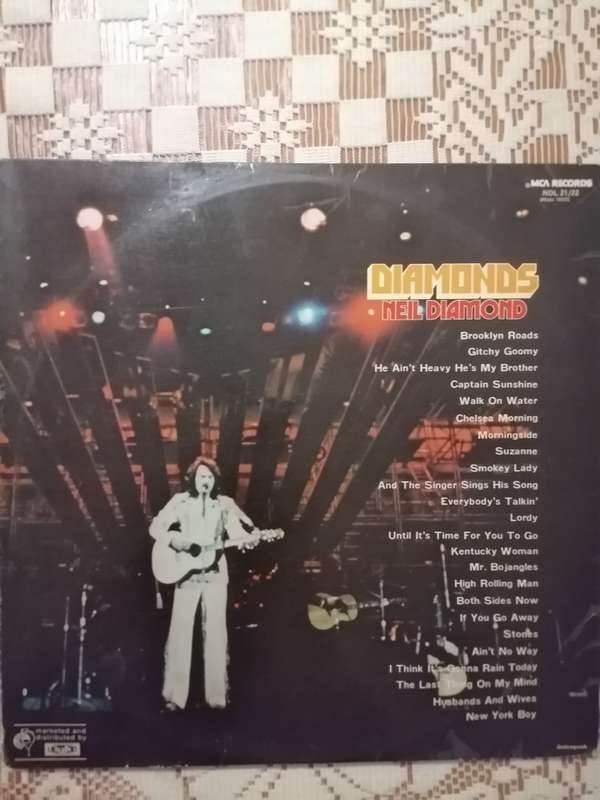 MCA RECORDS
NDL 21/22
DIAMONDS
NEIL DIAMOND
Brooklyn Roads
Gitchy Goomy
He Ain't Heavy He's My Brother
Captain Sunshine
Walk On Water
Chelsea Morning
Morningside
Suzanne
Smokey Lady
And The Singer Sings His Song
Everybody's Talkin'
Lordy
Until It's Time For You To Go
Kentucky Woman
Mr. Bojangles
High Rolling Man
Both Sides Now
If You Go Away
Stones
Ain't No Way
I Think It's Gonna Rain Today
The Last Thing On My Mind
Husbands And Wives
New York Boy
marketed and
distributed by